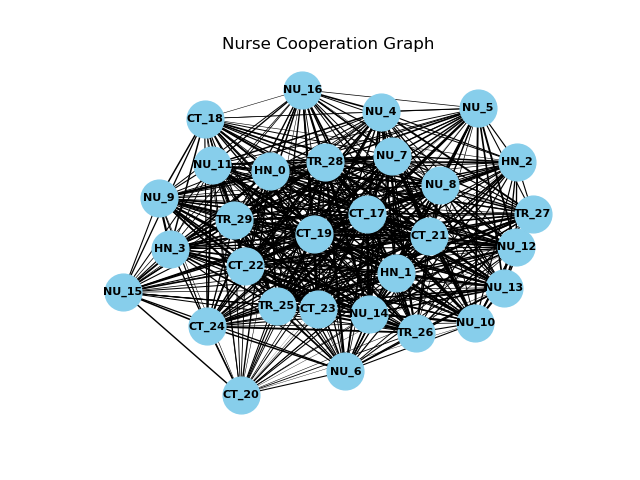 Nurse Cooperation Graph
NU_16
NU_5
NU_4
CT_18
NU_7
TR_28
HN_2
NU_11
HN_0
NU_8
NU_9
CT_17
TR_27
TR_29
CT_19
CT_21
NU_12
HN_3
CT_22
HN_1
NU_13
NU_15
TR_25
CT_23
NU_14
NU_10
CT_24
TR_26
NU_6
CT_20